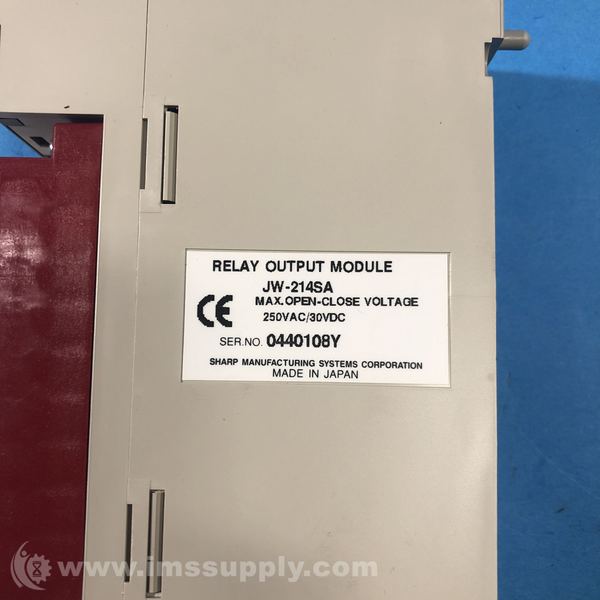 RELAY OUTPUT MODULE
JW-214SA
MAX.OPEN-CLOSE VOLTAGE
250VAC/30VDC
CE
SER.NO. 0440108Y
SHARP MANUFACTURING SYSTEMS CORPORATION
MADE IN JAPAN
www.imssupply.com